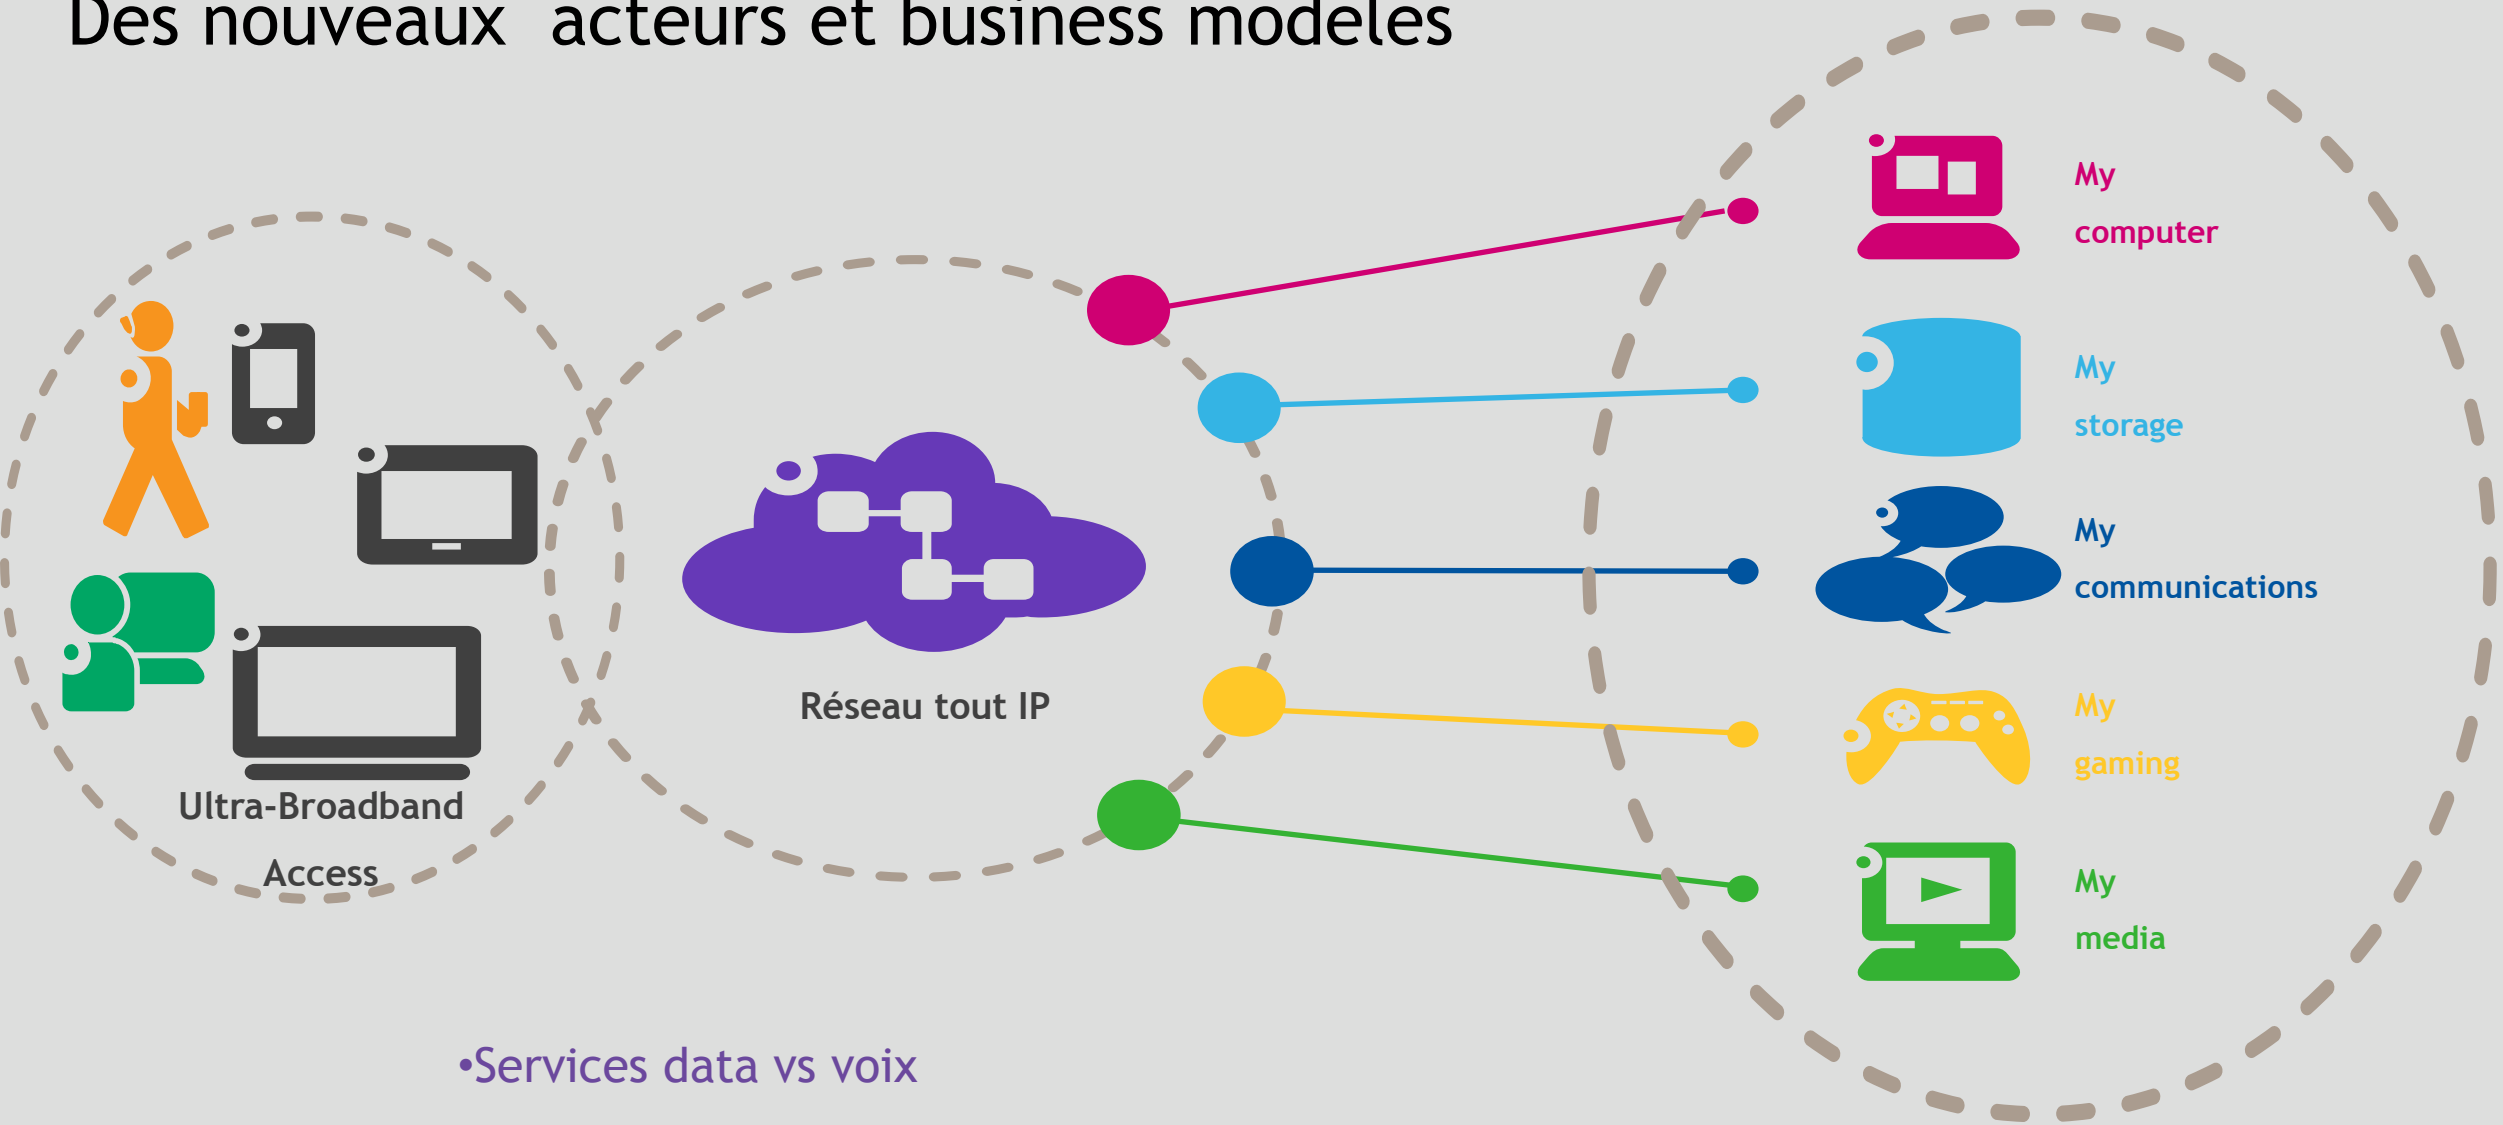 Des nouveaux acteurs et business modeles
My
computer
My
storage
My
communications
Réseau tout IP
My
gaming
Ultra-Broadband
Access
My
media
•Services data vs voix